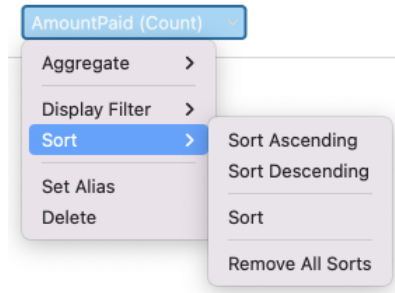 AmountPaid (Count)
Aggregate
Display Filter
Sort
Set Alias
Delete
Sort Ascending
Sort Descending
Sort
Remove All Sorts